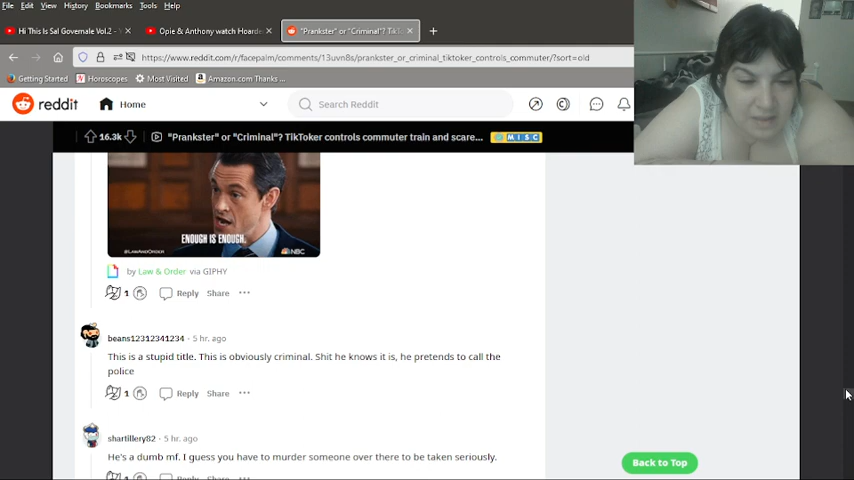 File Edit View History Bookmarks Tools Help
Hi This Is Sal Governale Vol.2 - Opie & Anthony watch Hoarde "Prankster" or "Criminal"? TikT
https://www.reddit.com/r/facepalm/comments/13uvn8s/prankster_or_criminal_tiktoker_controls_commuter/?sort=old
Getting Started Horoscopes Most Visited Amazon.com Thanks ...
reddit Home Search Reddit
16.3k "Prankster" or "Criminal"? TikToker controls commuter train and scare... MISC
ENOUGH IS ENOUGH.
@LAWANDORDER NBC
by Law & Order via GIPHY
1 Reply Share ...
beans12312341234 · 5 hr. ago
This is a stupid title. This is obviously criminal. Shit he knows it is, he pretends to call the
police
1 Reply Share ...
shartillery82 · 5 hr. ago
He's a dumb mf. I guess you have to murder someone over there to be taken seriously.
Back to Top
1 Reply Share ...